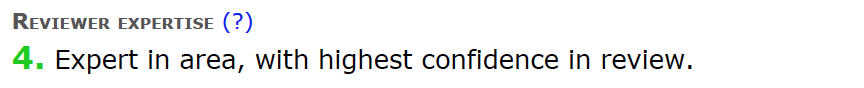 REVIEWER EXPERTISE (?)
4. Expert in area, with highest confidence in review.